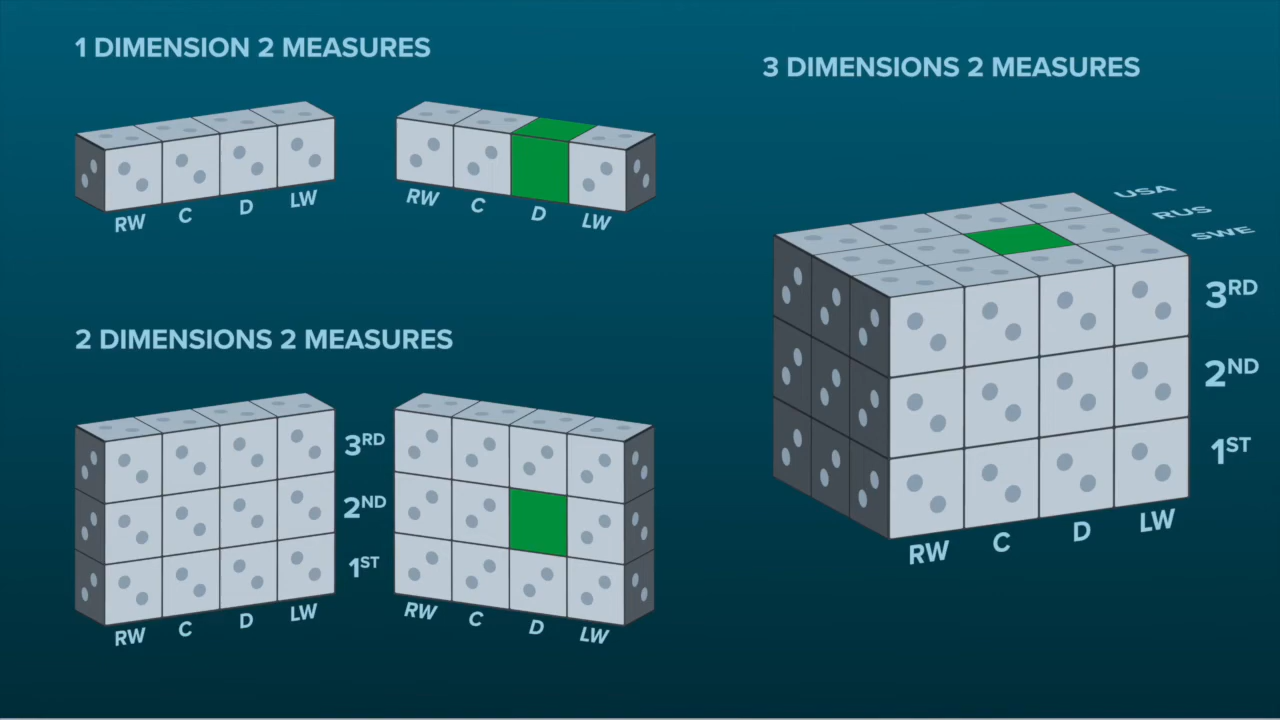 1 DIMENSION 2 MEASURES
RW C D LW
RW C D LW
2 DIMENSIONS 2 MEASURES
3RD
2ND
1ST
RW C D LW
RW C D LW
3 DIMENSIONS 2 MEASURES
USA
RUS
SWE
3RD
2ND
1ST
RW C D LW